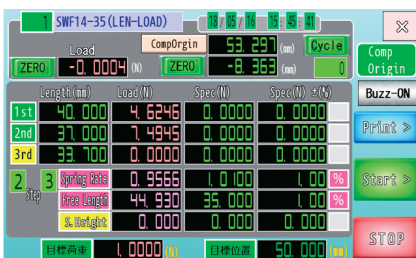 1 SWF14-35(LEN-LOAD) 18/05/16 15:45:41
Load CompOrgin 53.297 (mm) Cycle
ZERO -0.0004 (N) ZERO -8.363 (mm) 0
Comp Origin
Length(mm) Load(N) Spec(N) Spec(N) ±(%)
Buzz-ON
1st 40.000 4.6246 0.0000 0.0000
2nd 37.000 7.4945 0.0000 0.0000
Print >
3rd 33.700 0.0000 0.0000 0.0000
2 Step 3 Spring Rate 0.9566 1.0100 1.00 %
Start >
Free Length 44.930 35.000 1.00 %
S.Height 0.000 0.000 0.000
STOP
目標荷重 1.0000 (N) 目標位置 50.000 (mm)